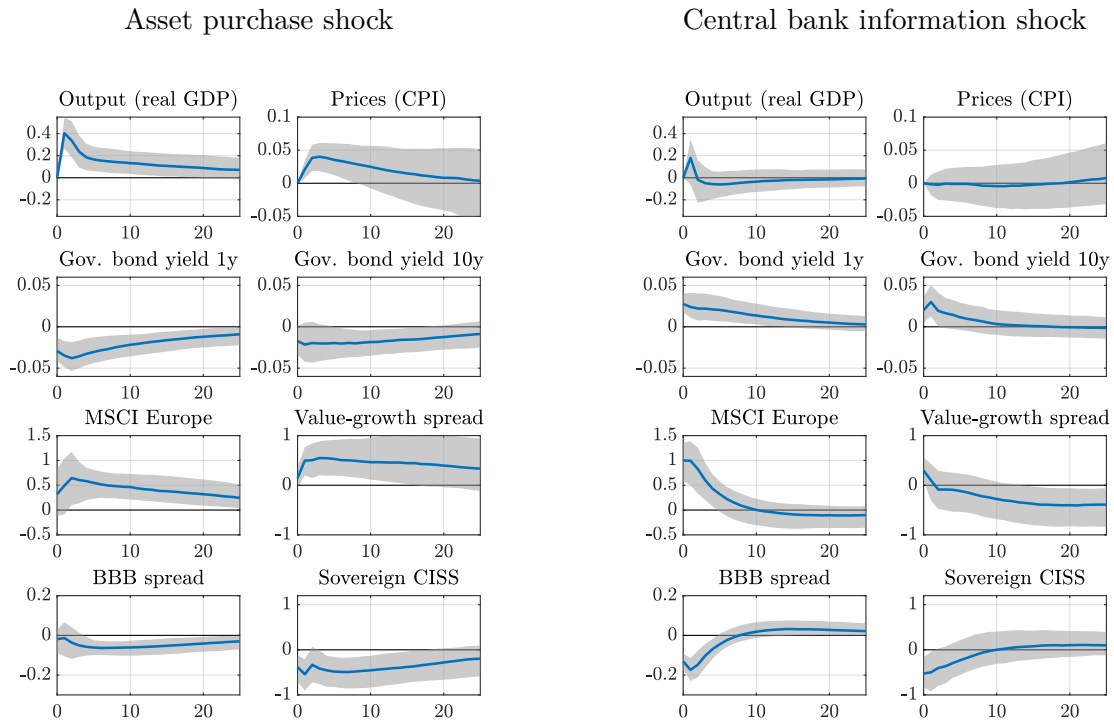 Asset purchase shock
Central bank information shock
Output (real GDP)
Prices (CPI)
Output (real GDP)
Prices (CPI)
0.4
0.2
0
-0.2
0 10 20
0.1
0.05
0
-0.05
0 10 20
0.4
0.2
0
-0.2
0 10 20
0.1
0.05
0
-0.05
0 10 20
Gov. bond yield 1y
Gov. bond yield 10y
Gov. bond yield 1y
Gov. bond yield 10y
0.05
0
-0.05
0 10 20
0.05
0
-0.05
0 10 20
0.05
0
-0.05
0 10 20
0.05
0
-0.05
0 10 20
MSCI Europe
Value-growth spread
MSCI Europe
Value-growth spread
1.5
1.0
0.5
0
-0.5
0 10 20
1
0
-1
0 10 20
1.5
1.0
0.5
0
-0.5
0 10 20
1
0
-1
0 10 20
BBB spread
Sovereign CISS
BBB spread
Sovereign CISS
0.2
0
-0.2
0 10 20
1
0
-1
0 10 20
0.2
0
-0.2
0 10 20
1
0
-1
0 10 20